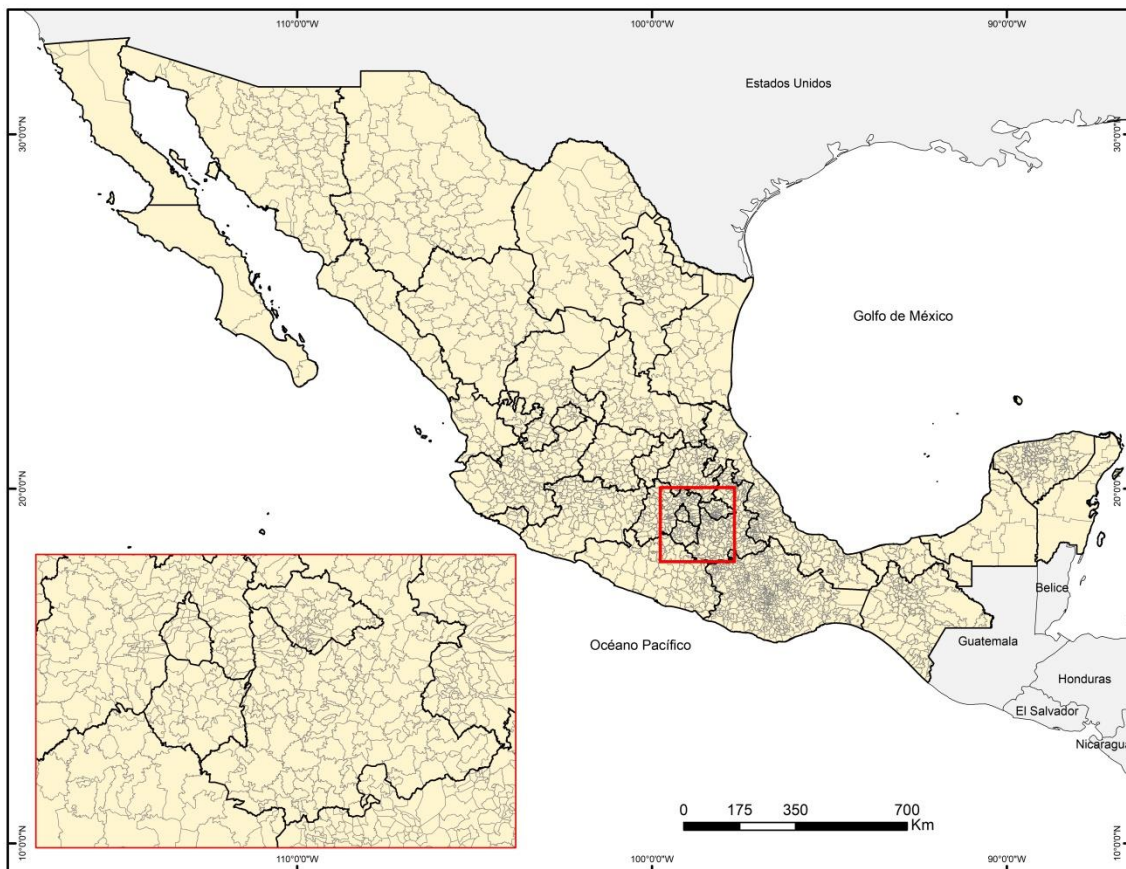 110°0'0"W
100°0'0"W
90°0'0"W
Estados Unidos
30°0'0"N
30°0'0"N
Golfo de México
20°0'0"N
20°0'0"N
Belice
Océano Pacífico
Guatemala
Honduras
El Salvador
Nicaragua
0 175 350 700
Km
10°0'0"N
10°0'0"N
110°0'0"W
100°0'0"W
90°0'0"W